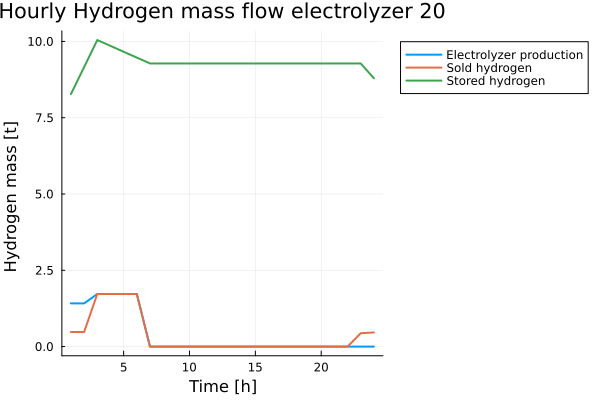 Hourly Hydrogen mass flow electrolyzer 20
Electrolyzer production
Sold hydrogen
Stored hydrogen
Hydrogen mass [t]
10.0
7.5
5.0
2.5
0.0
5
10
15
20
Time [h]